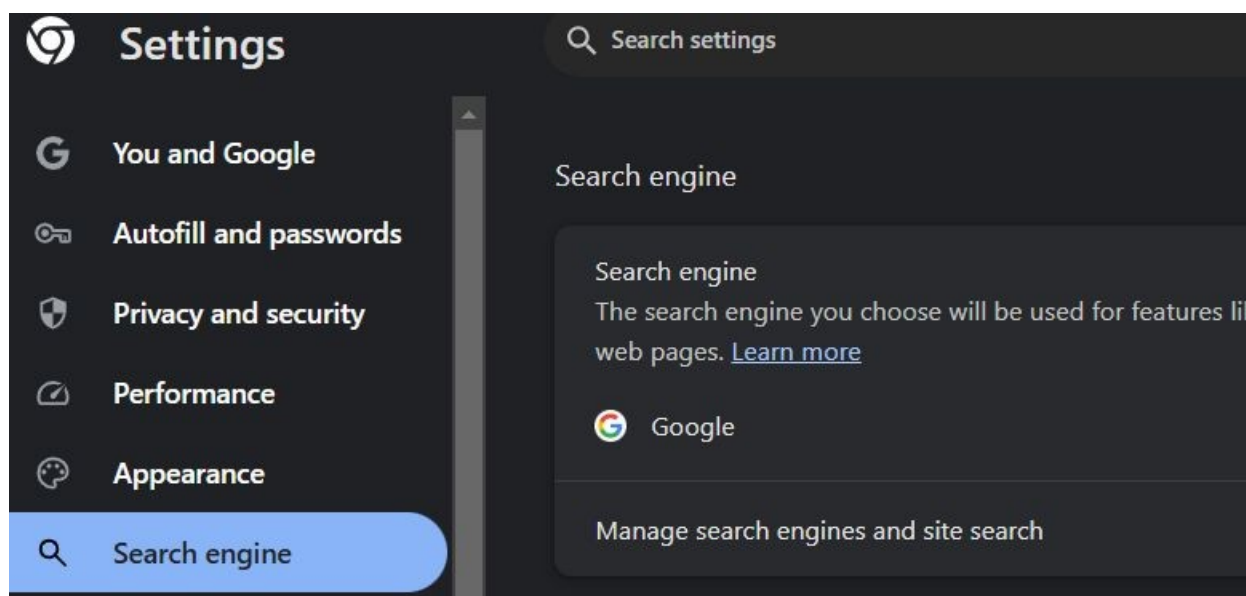 Settings
Search settings
You and Google
Autofill and passwords
Privacy and security
Performance
Appearance
Search engine
Search engine
Search engine
The search engine you choose will be used for features
web pages. Learn more
Google
Manage search engines and site search